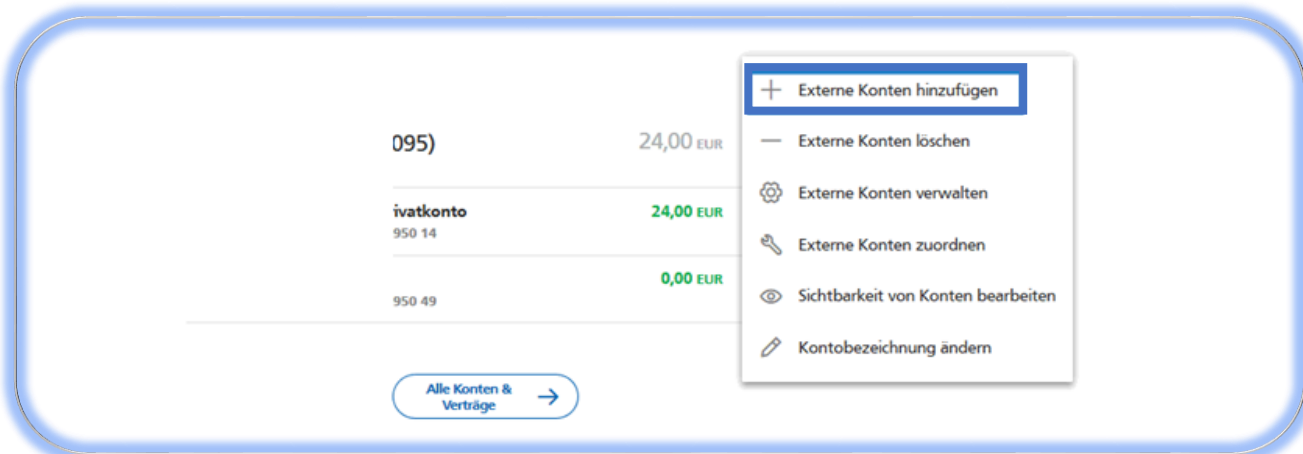 095)
24,00 EUR
ivatkonto
24,00 EUR
950 14
0,00 EUR
950 49
Alle Konten &
Verträge
Externe Konten hinzufügen
Externe Konten löschen
Externe Konten verwalten
Externe Konten zuordnen
Sichtbarkeit von Konten bearbeiten
Kontobezeichnung ändern